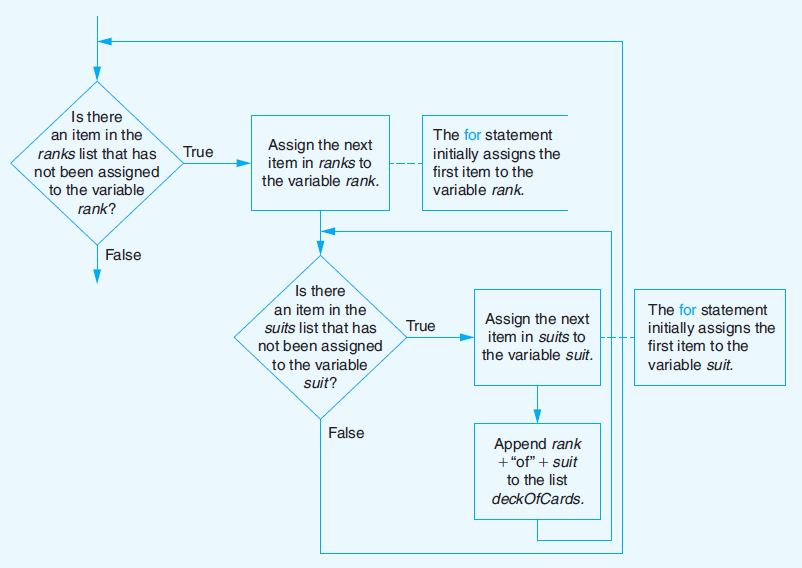 Is there
an item in the
ranks list that has
not been assigned
to the variable
rank?
True
Assign the next
item in ranks to
the variable rank.
The for statement
initially assigns the
first item to the
variable rank.
False
Is there
an item in the
suits list that has
not been assigned
to the variable
suit?
True
Assign the next
item in suits to
the variable suit.
The for statement
initially assigns the
first item to the
variable suit.
False
Append rank
+“of” + suit
to the list
deckOfCards.